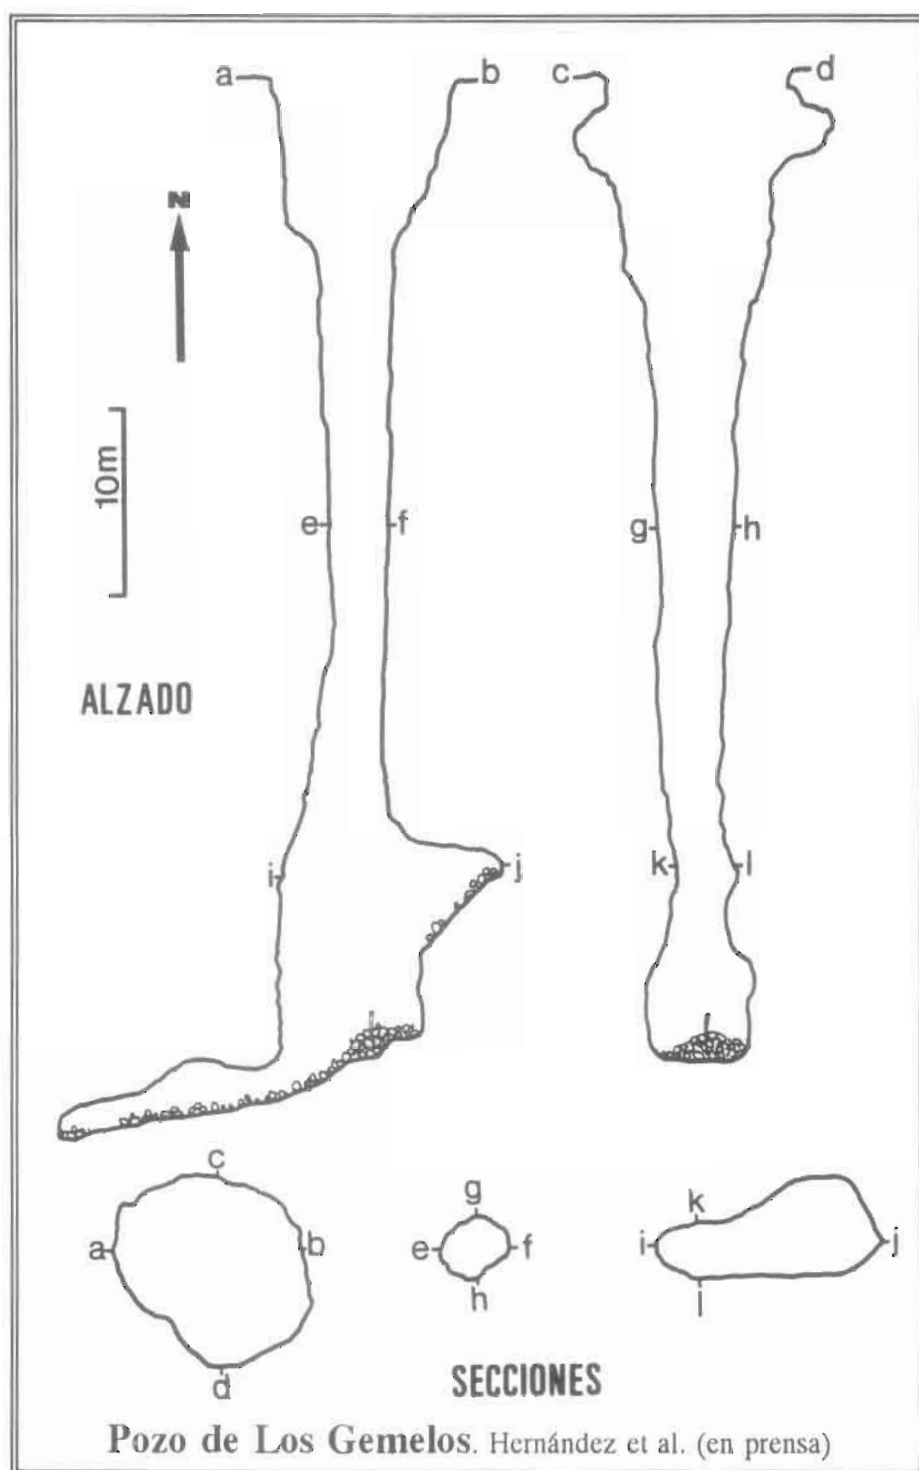 a b c d
N
10m
e f g h
ALZADO
i j k l
c
a b
d
g
e f
h
k
i j
l
SECCIONES
Pozo de Los Gemelos. Hernández et al. (en prensa)